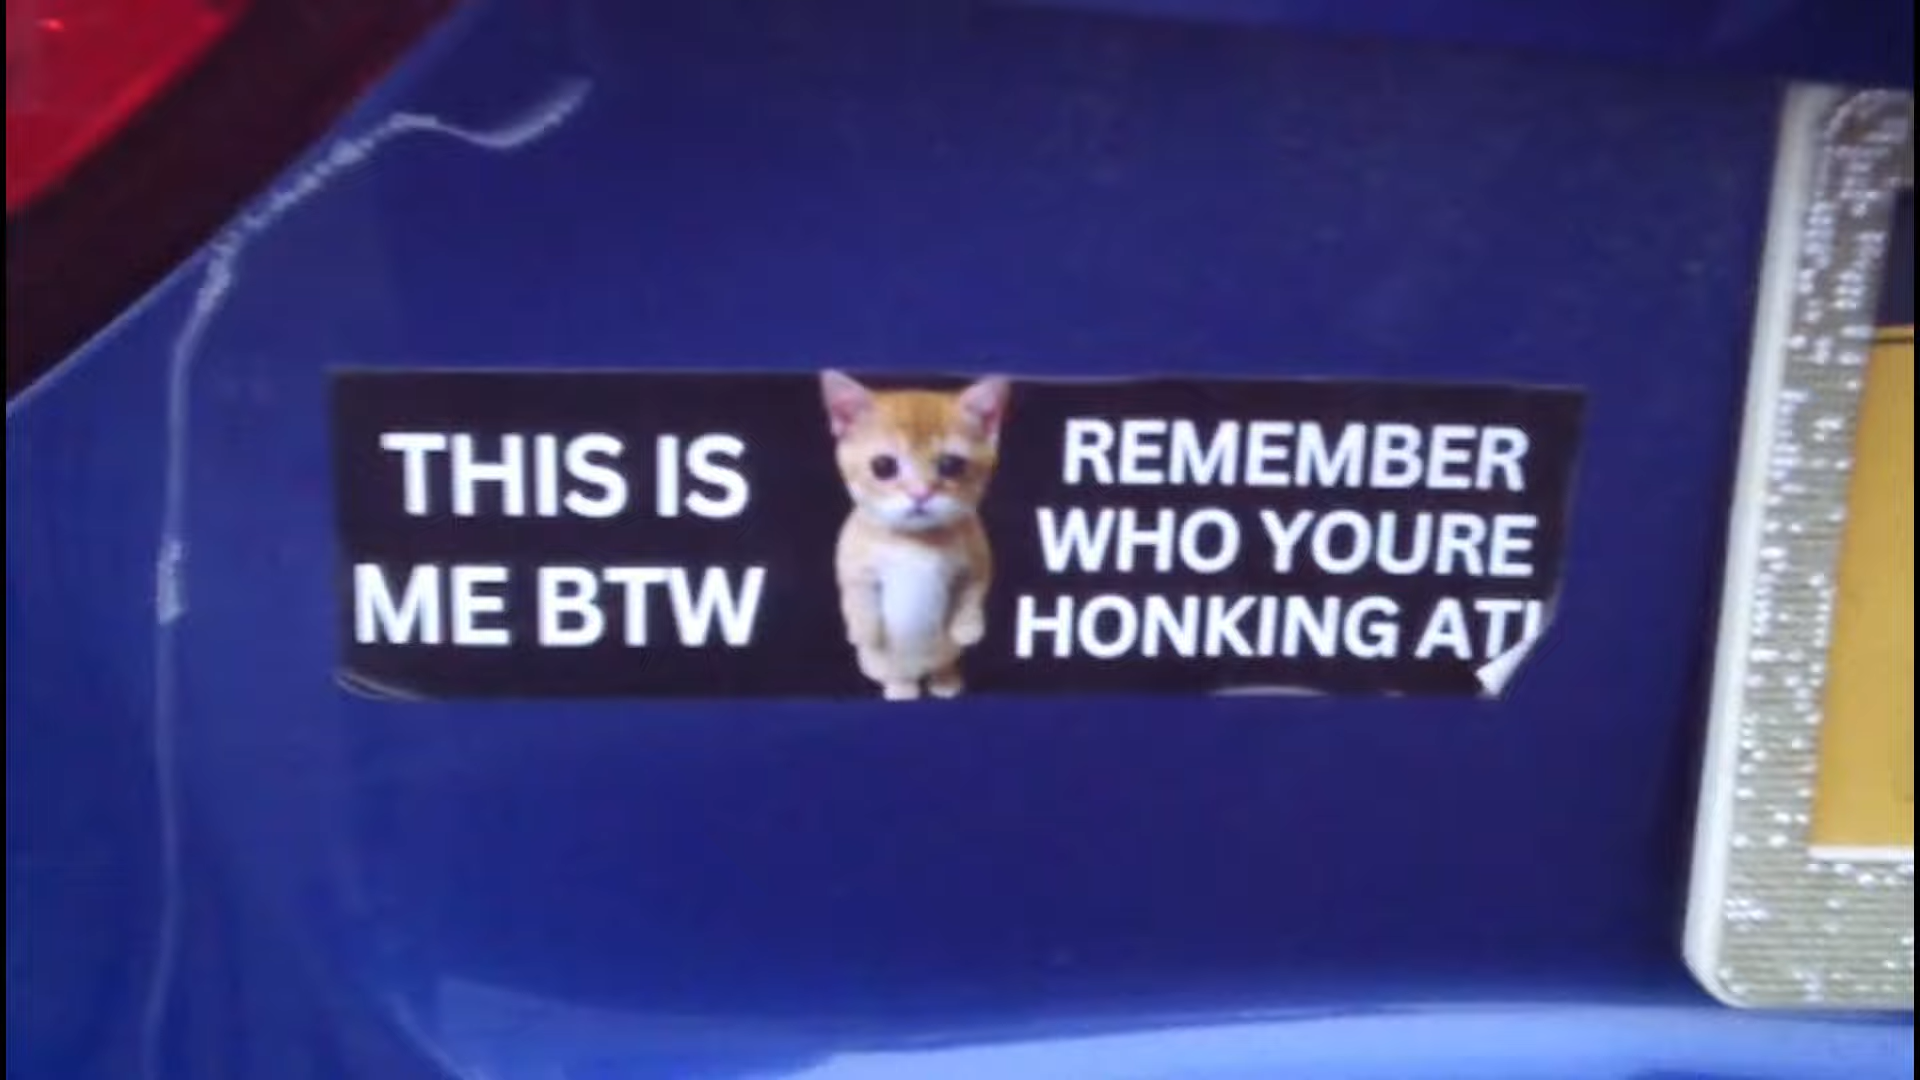 THIS IS
ME BTW
REMEMBER
WHO YOURE
HONKING AT!